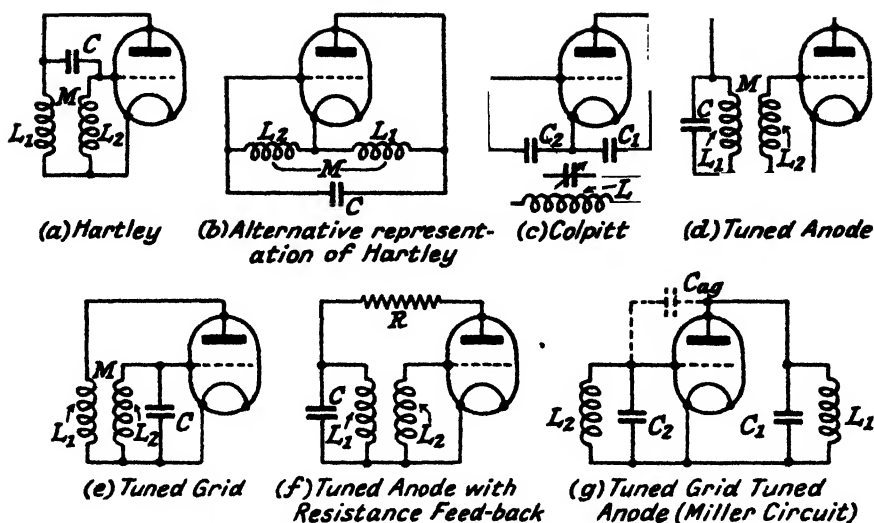 C
M
L1
L2
(a) Hartley
L2
L1
M
C
(b) Alternative represent-
ation of Hartley
C2
C1
L
(c) Colpitt
C
M
L1
L2
(d) Tuned Anode
M
L1
L2
C
(e) Tuned Grid
R
C
L1
L2
(f) Tuned Anode with
Resistance Feed-back
Cag
L2
C2
C1
L1
(g) Tuned Grid Tuned
Anode (Miller Circuit)